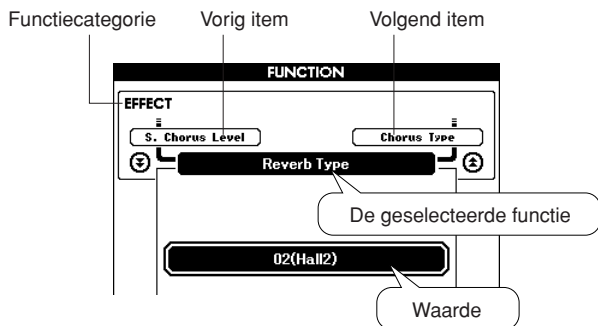 Functiecategorie Vorig item Volgend item
FUNCTION
EFFECT
S. Chorus Level Chorus Type
Reverb Type
De geselecteerde functie
02(Hall2)
Waarde